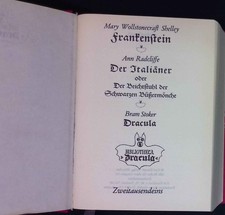 Mary Wollstonecraft Shelley
Frankenstein
Ann Radcliffe
Der Italiäner
oder
Der Beichtstuhl der
Schwarzen Büßermönche
Bram Stoker
Dracula
BIBLIOTHECA
Dracula
Zweitausendeins